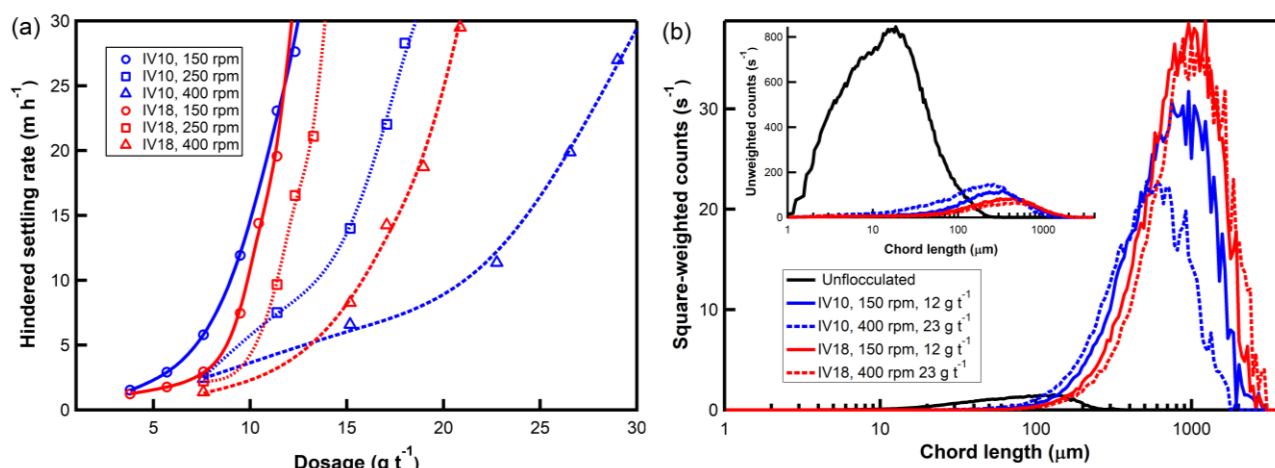 (a)
Hindered settling rate (m h⁻¹)
30
25
20
15
10
5
0
IV10, 150 rpm
IV10, 250 rpm
IV10, 400 rpm
IV18, 150 rpm
IV18, 250 rpm
IV18, 400 rpm
5 10 15 20 25 30
Dosage (g t⁻¹)
(b)
Square-weighted counts (s⁻¹)
30
20
10
0
Unweighted counts (s⁻¹)
800
600
400
200
0
1 10 100 1000
Chord length (μm)
Unflocculated
IV10, 150 rpm, 12 g t⁻¹
IV10, 400 rpm, 23 g t⁻¹
IV18, 150 rpm, 12 g t⁻¹
IV18, 400 rpm 23 g t⁻¹
1 10 100 1000
Chord length (μm)